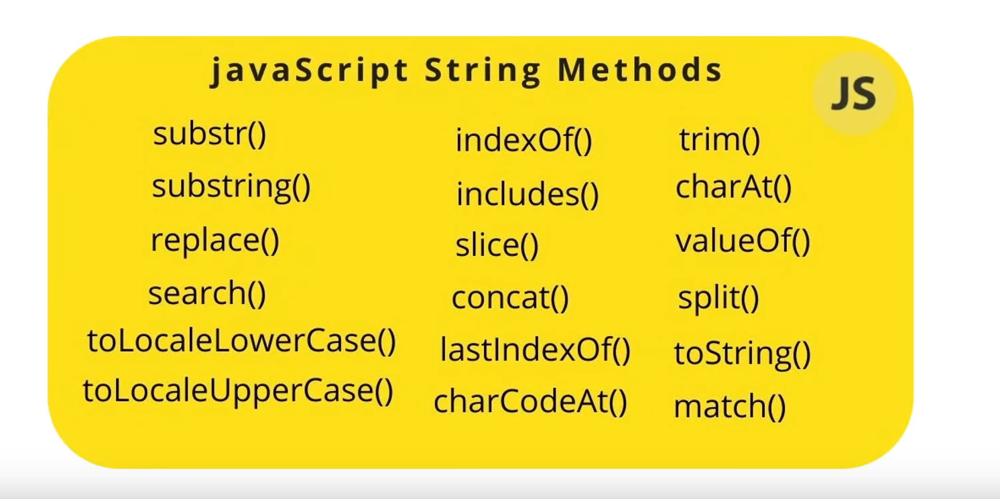 javaScript String Methods
JS
substr()
substring()
replace()
search()
toLocaleLowerCase()
toLocaleUpperCase()
indexOf()
includes()
slice()
concat()
lastIndexOf()
charCodeAt()
trim()
charAt()
valueOf()
split()
toString()
match()